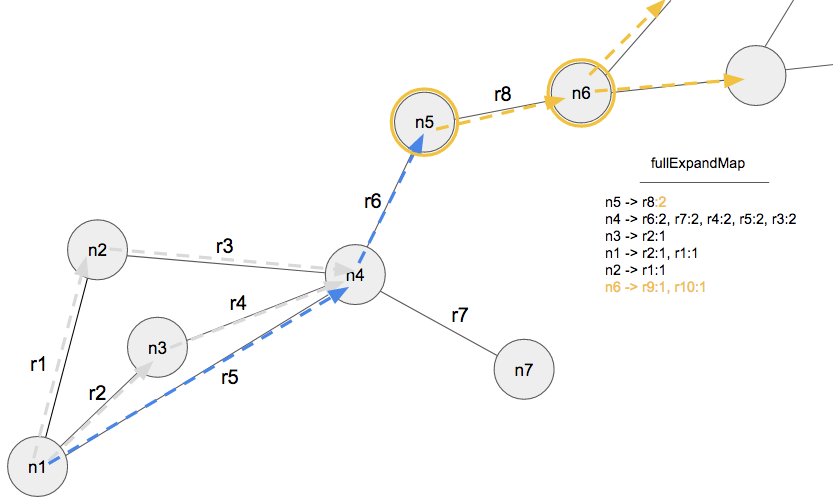 r8
n5
n6
fullExpandMap
n5 -> r8:2
n4 -> r6:2, r7:2, r4:2, r5:2, r3:2
n3 -> r2:1
n1 -> r2:1, r1:1
n2 -> r1:1
n6 -> r9:1, r10:1
r6
n2
r3
n4
r4
r7
n3
r1
r2
r5
n7
n1